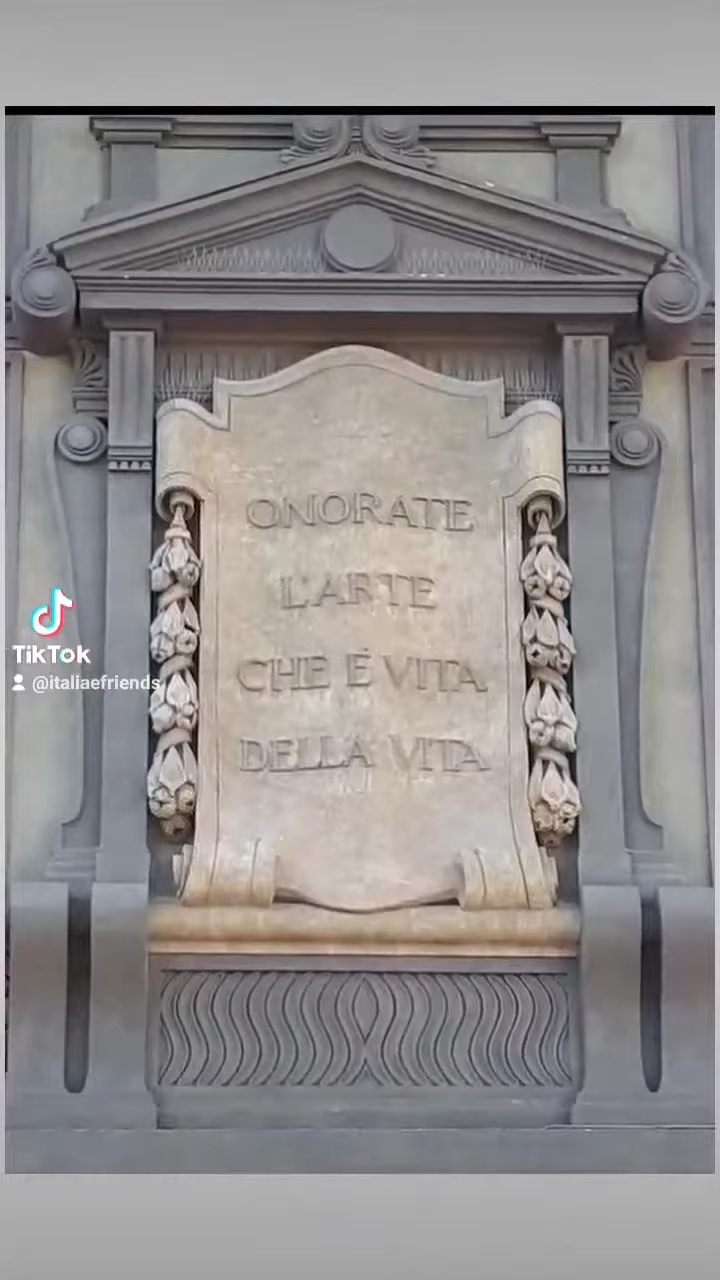 ONORATE
L'ARTE
CHE È VITA
DELLA VITA
TikTok
@italiaefriends